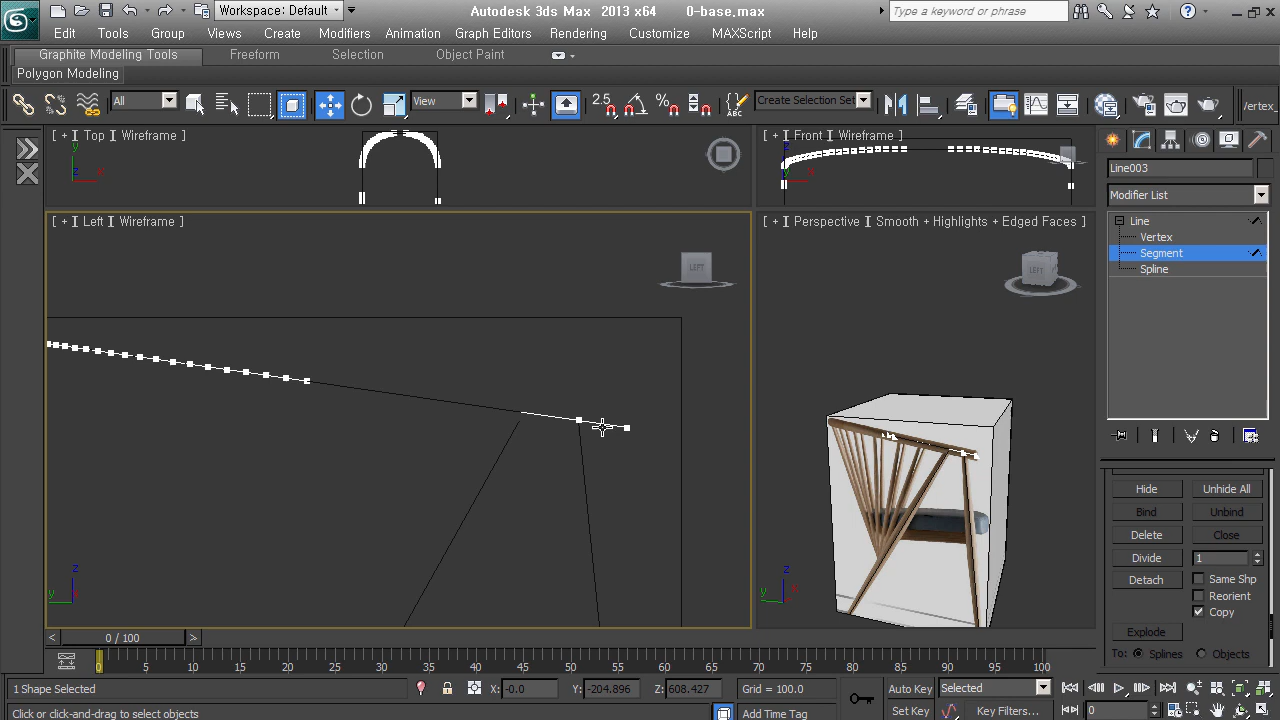 Workspace: Default
Autodesk 3ds Max 2013 x64 0-base.max
Type a keyword or phrase
Edit Tools Group Views Create Modifiers Animation Graph Editors Rendering Customize MAXScript Help
Graphite Modeling Tools Freeform Selection Object Paint
Polygon Modeling
All View 2.5 Create Selection Set
[ + ] Top ] Wireframe ]
[ + ] Front ] Wireframe ]
Line003
Modifier List
[ + ] Left ] Wireframe ]
[ + ] Perspective ] Smooth + Highlights + Edged Faces ]
Line
Vertex
Segment
Spline
LEFT
LEFT
Hide Unhide All
Bind Unbind
Delete Close
Divide 1
Detach Same Shp
Reorient
Copy
Explode
To: Splines Objects
0 / 100
0 5 10 15 20 25 30 35 40 45 50 55 60 65 70 75 80 85 90 95 100
1 Shape Selected X: -0.0 Y: -204.896 Z: 608.427 Grid = 100.0 Auto Key Selected
Click or click-and-drag to select objects Add Time Tag Set Key Key Filters... 0